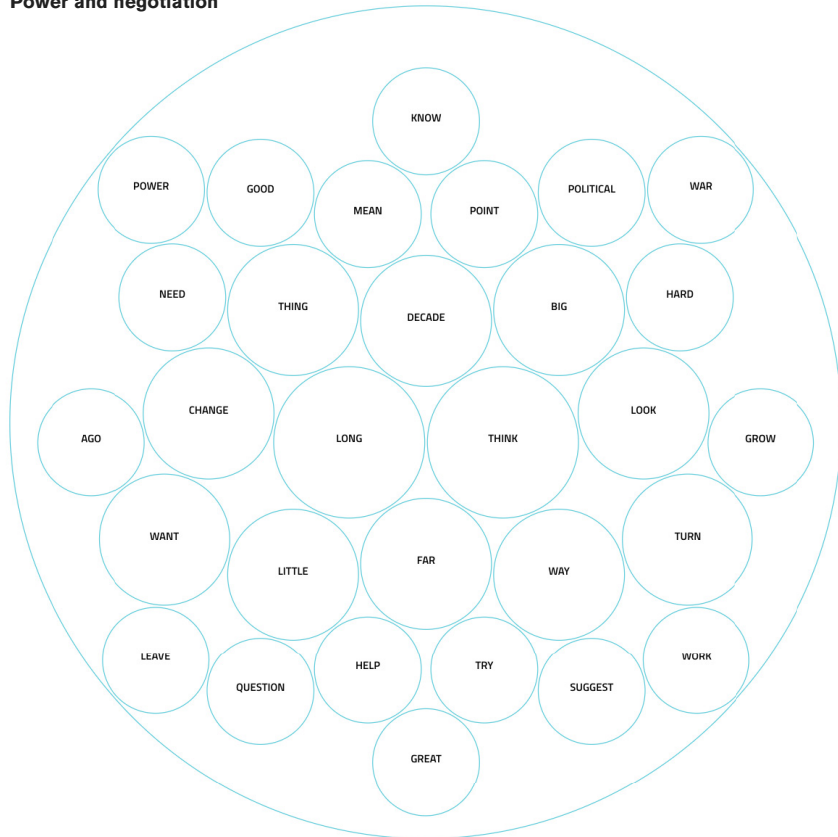 Power and negotiation
KNOW
POWER
GOOD
POLITICAL
WAR
MEAN
POINT
NEED
HARD
THING
BIG
DECADE
CHANGE
LOOK
AGO
LONG
THINK
GROW
WANT
TURN
FAR
LITTLE
WAY
LEAVE
WORK
HELP
TRY
QUESTION
SUGGEST
GREAT